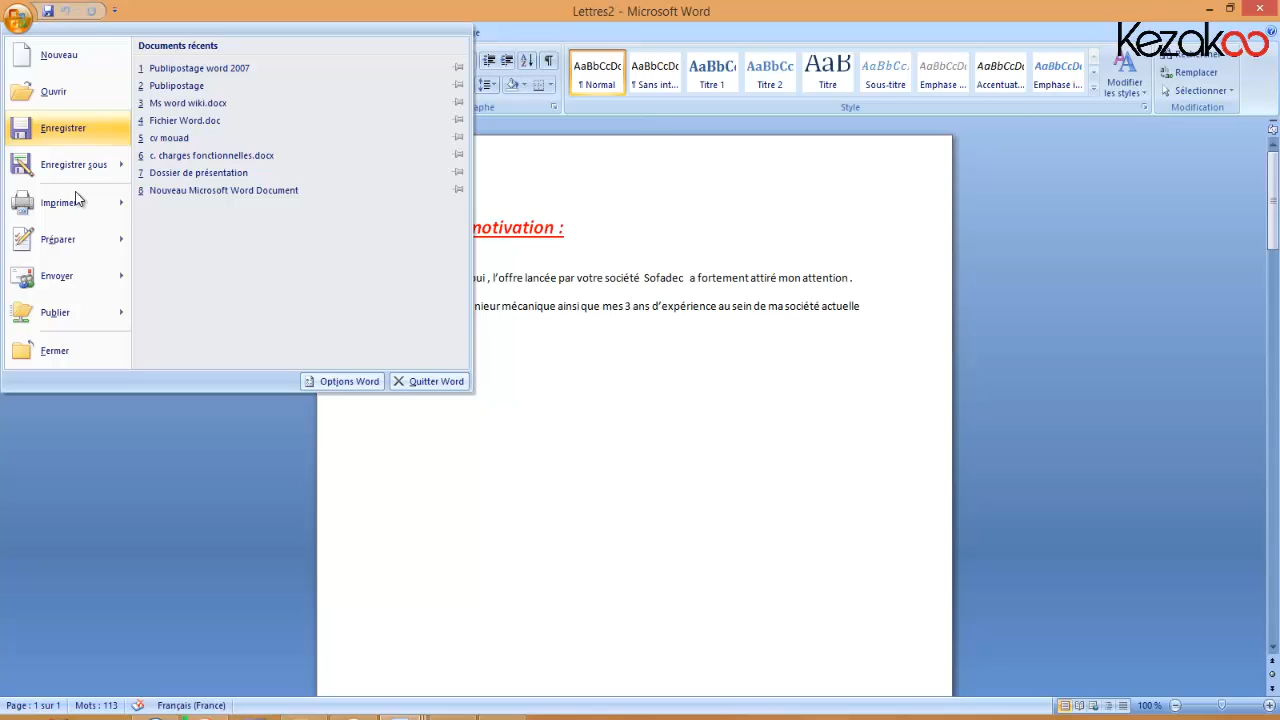 Lettres2 - Microsoft Word
Kezakoo
Nouveau
Ouvrir
Enregistrer
Enregistrer sous
Imprimer
Préparer
Envoyer
Publier
Fermer
Documents récents
1 Publipostage word 2007
2 Publipostage
3 Ms word wiki.docx
4 Fichier Word.doc
5 cv mouad
6 c. charges fonctionnelles.docx
7 Dossier de présentation
8 Nouveau Microsoft Word Document
Options Word
Quitter Word
AaBbCcDc AaBbCcDc AaBbC AaBbCc AaB AaBbCc. AaBbCcDt AaBbCcDt AaBbCcDt
¶ Normal ¶ Sans int... Titre 1 Titre 2 Titre Sous-titre Emphase ... Accentuat... Emphase i...
Style
Modifier
les styles
Remplacer
Sélectionner
Modification
aphe
motivation :
ui , l’offre lancée par votre société Sofadec a fortement attiré mon attention .
nieur mécanique ainsi que mes 3 ans d’expérience au sein de ma société actuelle
Page : 1 sur 1
Mots : 113
Français (France)
100 %